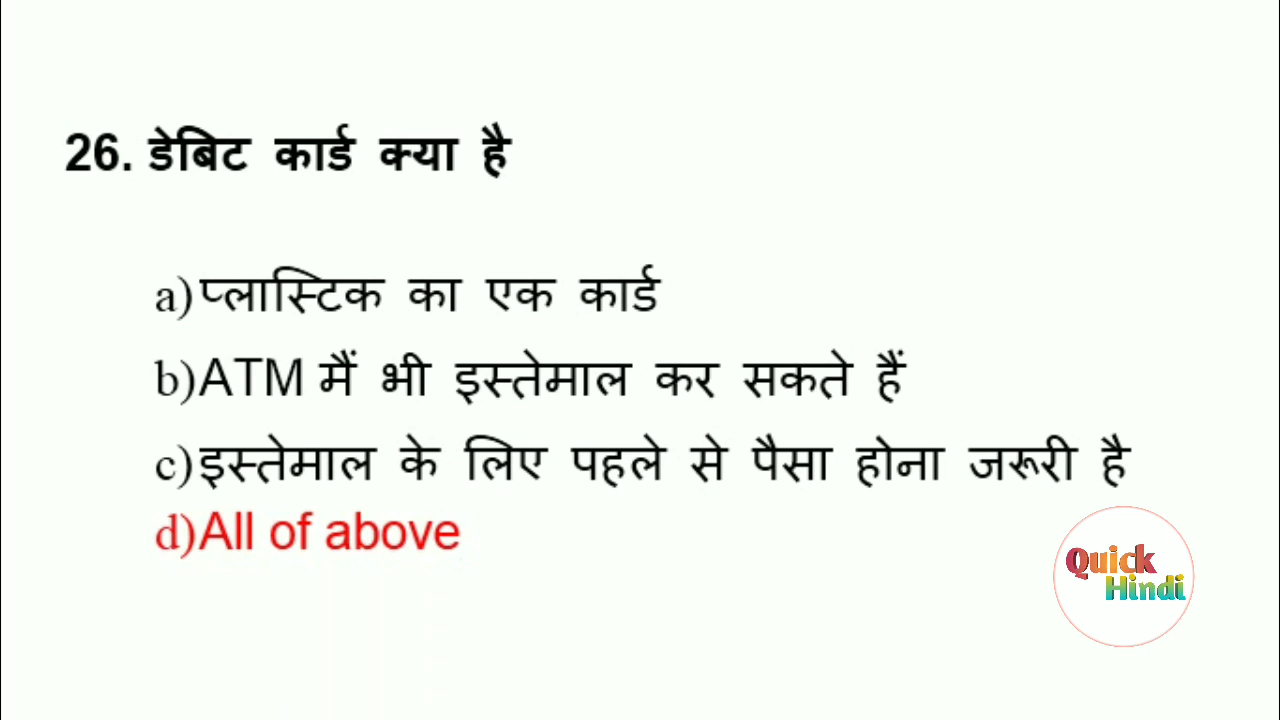 26. डेबिट कार्ड क्या है
a)प्लास्टिक का एक कार्ड
b)ATM मैं भी इस्तेमाल कर सकते हैं
c)इस्तेमाल के लिए पहले से पैसा होना जरूरी है
d)All of above
Quick
Hindi